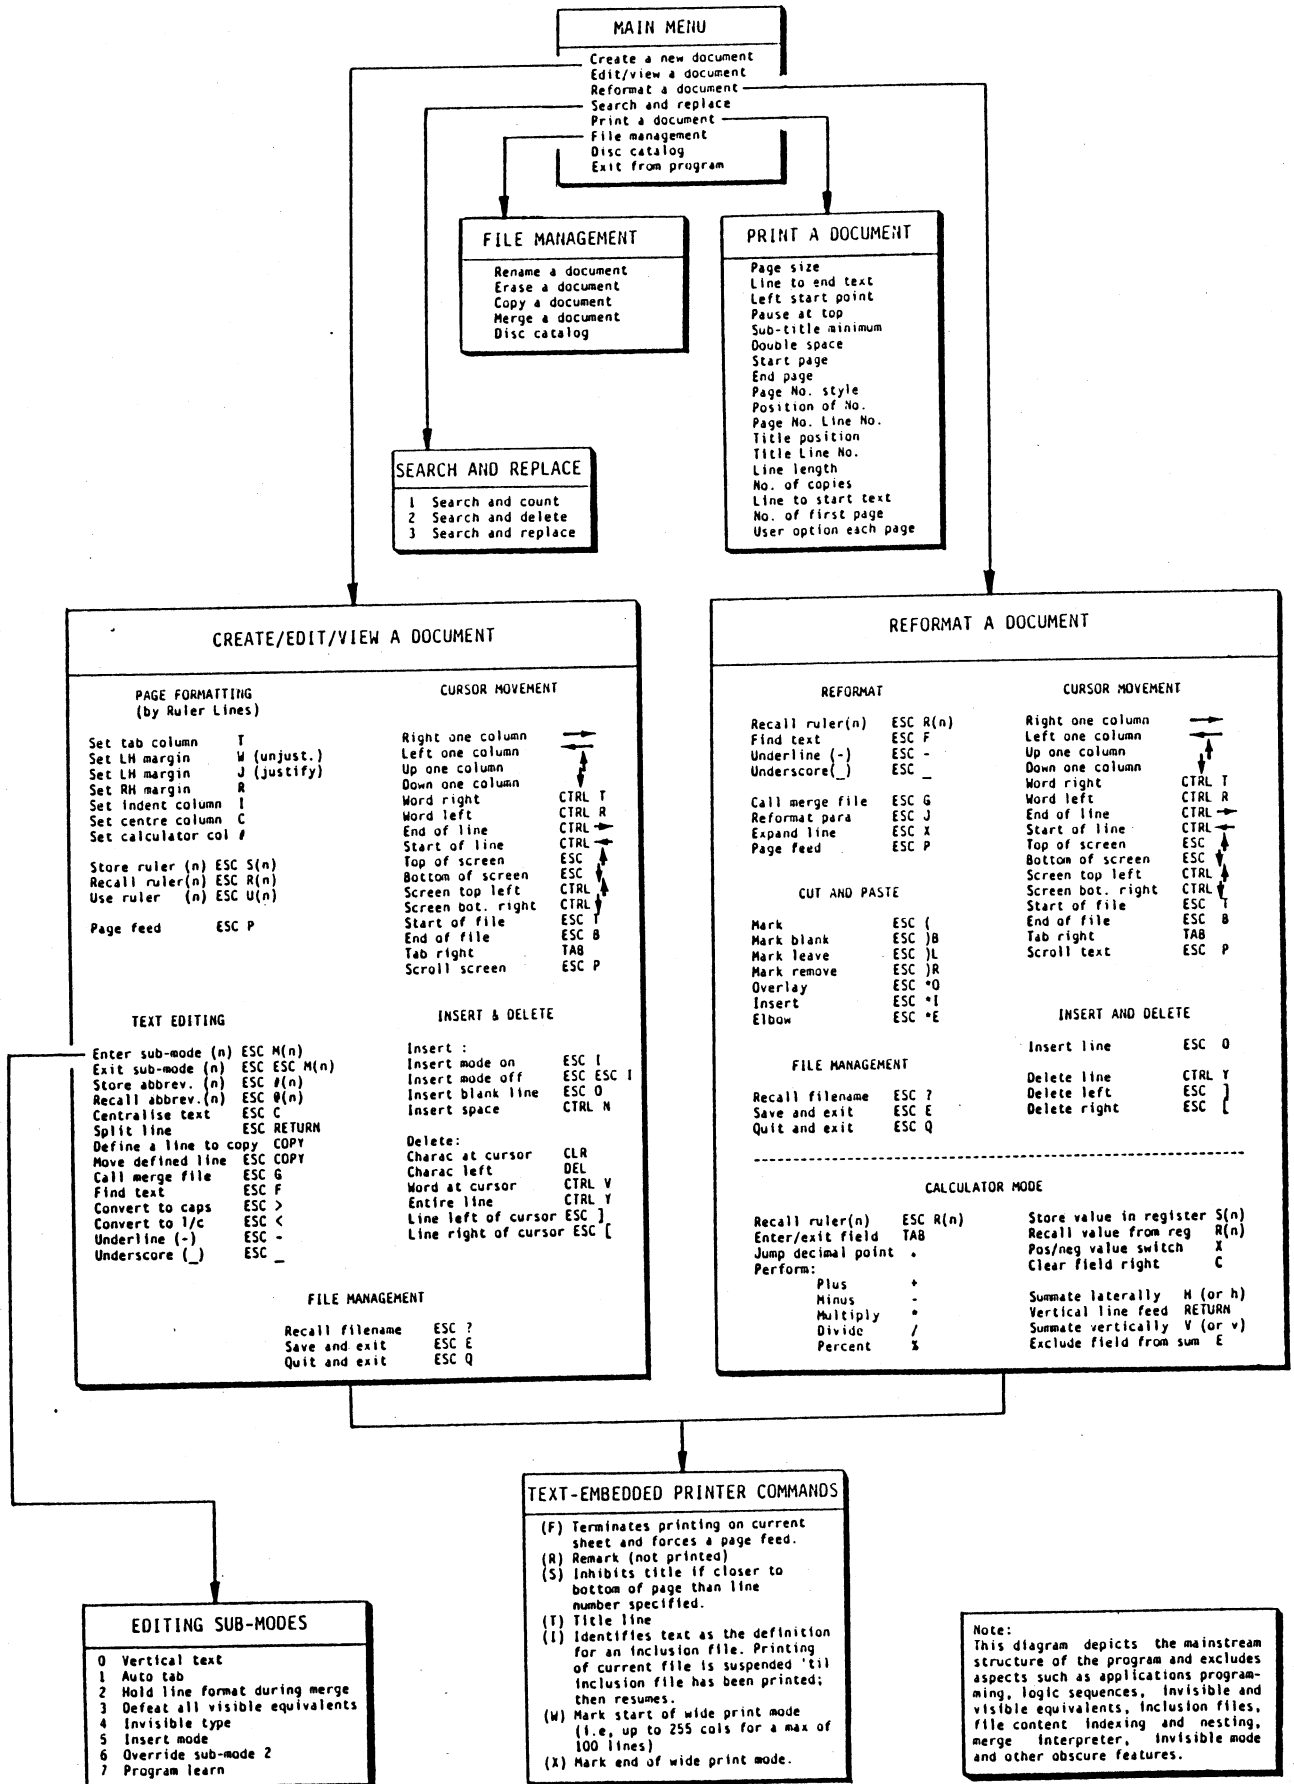 MAIN MENU
Create a new document
Edit/view a document
Reformat a document
Search and replace
Print a document
File management
Disc catalog
Exit from program
FILE MANAGEMENT
Rename a document
Erase a document
Copy a document
Merge a document
Disc catalog
PRINT A DOCUMENT
Page size
Line to end text
Left start point
Pause at top
Sub-title minimum
Double space
Start page
End page
Page No. style
Position of No.
Page No. Line No.
Title position
Title Line No.
Line length
No. of copies
Line to start text
No. of first page
User option each page
SEARCH AND REPLACE
1 Search and count
2 Search and delete
3 Search and replace
CREATE/EDIT/VIEW A DOCUMENT
PAGE FORMATTING
(by Ruler Lines)
Set tab column T
Set LH margin W (unjust.)
Set LH margin J (justify)
Set RH margin R
Set indent column I
Set centre column C
Set calculator col #
Store ruler (n) ESC S(n)
Recall ruler(n) ESC R(n)
Use ruler (n) ESC U(n)
Page feed ESC P
CURSOR MOVEMENT
Right one column →
Left one column ←
Up one column ↑
Down one column ↓
Word right CTRL T
Word left CTRL R
End of line CTRL →
Start of line CTRL ←
Top of screen ESC ↑
Bottom of screen ESC ↓
Screen top left CTRL ↑
Screen bot. right CTRL ↓
Start of file ESC T
End of file ESC B
Tab right TAB
Scroll screen ESC P
TEXT EDITING
Enter sub-mode (n) ESC M(n)
Exit sub-mode (n) ESC ESC M(n)
Store abbrev. (n) ESC #(n)
Recall abbrev.(n) ESC @(n)
Centralise text ESC C
Split line ESC RETURN
Define a line to copy COPY
Move defined line ESC COPY
Call merge file ESC G
Find text ESC F
Convert to caps ESC >
Convert to l/c ESC <
Underline (-) ESC -
Underscore (_) ESC _
INSERT & DELETE
Insert :
Insert mode on ESC I
Insert mode off ESC ESC I
Insert blank line ESC O
Insert space CTRL N
Delete:
Charac at cursor CLR
Charac left DEL
Word at cursor CTRL V
Entire line CTRL Y
Line left of cursor ESC ]
Line right of cursor ESC [
FILE MANAGEMENT
Recall filename ESC ?
Save and exit ESC E
Quit and exit ESC Q
REFORMAT A DOCUMENT
REFORMAT
Recall ruler(n) ESC R(n)
Find text ESC F
Underline (-) ESC -
Underscore(_) ESC _
Call merge file ESC G
Reformat para ESC J
Expand line ESC X
Page feed ESC P
CUT AND PASTE
Mark ESC (
Mark blank ESC )B
Mark leave ESC )L
Mark remove ESC )R
Overlay ESC *O
Insert ESC *I
Elbow ESC *E
FILE MANAGEMENT
Recall filename ESC ?
Save and exit ESC E
Quit and exit ESC Q
CURSOR MOVEMENT
Right one column →
Left one column ←
Up one column ↑
Down one column ↓
Word right CTRL T
Word left CTRL R
End of line CTRL →
Start of line CTRL ←
Top of screen ESC ↑
Bottom of screen ESC ↓
Screen top left CTRL ↑
Screen bot. right CTRL ↓
Start of file ESC T
End of file ESC B
Tab right TAB
Scroll text ESC P
INSERT AND DELETE
Insert line ESC O
Delete line CTRL Y
Delete left ESC ]
Delete right ESC [
CALCULATOR MODE
Recall ruler(n) ESC R(n)
Enter/exit field TAB
Jump decimal point .
Perform:
Plus +
Minus -
Multiply *
Divide /
Percent %
Store value in register S(n)
Recall value from reg R(n)
Pos/neg value switch X
Clear field right C
Summate laterally H (or h)
Vertical line feed RETURN
Summate vertically V (or v)
Exclude field from sum E
TEXT-EMBEDDED PRINTER COMMANDS
(F) Terminates printing on current
sheet and forces a page feed.
(R) Remark (not printed)
(S) Inhibits title if closer to
bottom of page than line
number specified.
(T) Title line
(I) Identifies text as the definition
for an inclusion file. Printing
of current file is suspended 'til
inclusion file has been printed;
then resumes.
(W) Mark start of wide print mode
(i.e, up to 255 cols for a max of
100 lines)
(X) Mark end of wide print mode.
EDITING SUB-MODES
0 Vertical text
1 Auto tab
2 Hold line format during merge
3 Defeat all visible equivalents
4 Invisible type
5 Insert mode
6 Override sub-mode 2
7 Program learn
Note:
This diagram depicts the mainstream
structure of the program and excludes
aspects such as applications program-
ming, logic sequences, invisible and
visible equivalents, inclusion files,
file content indexing and nesting,
merge interpreter, invisible mode
and other obscure features.